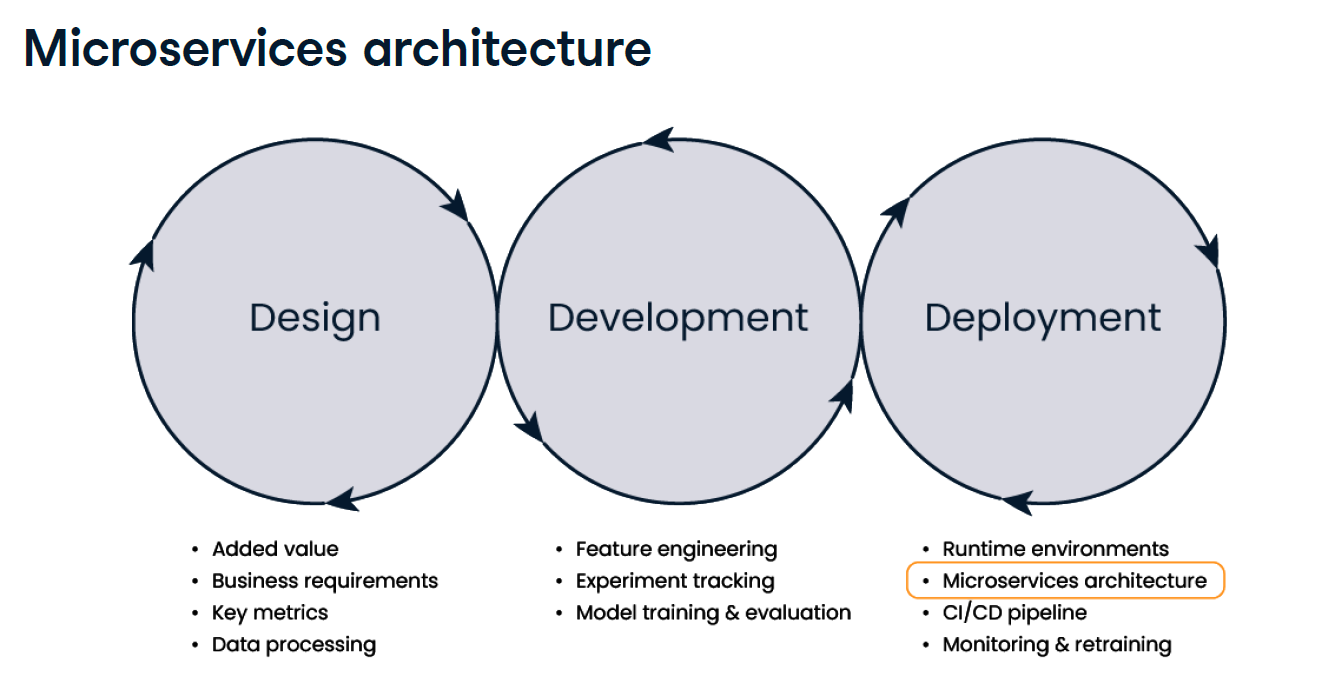 Microservices architecture
Design
Development
Deployment
• Added value
• Business requirements
• Key metrics
• Data processing
• Feature engineering
• Experiment tracking
• Model training & evaluation
• Runtime environments
• Microservices architecture
• CI/CD pipeline
• Monitoring & retraining